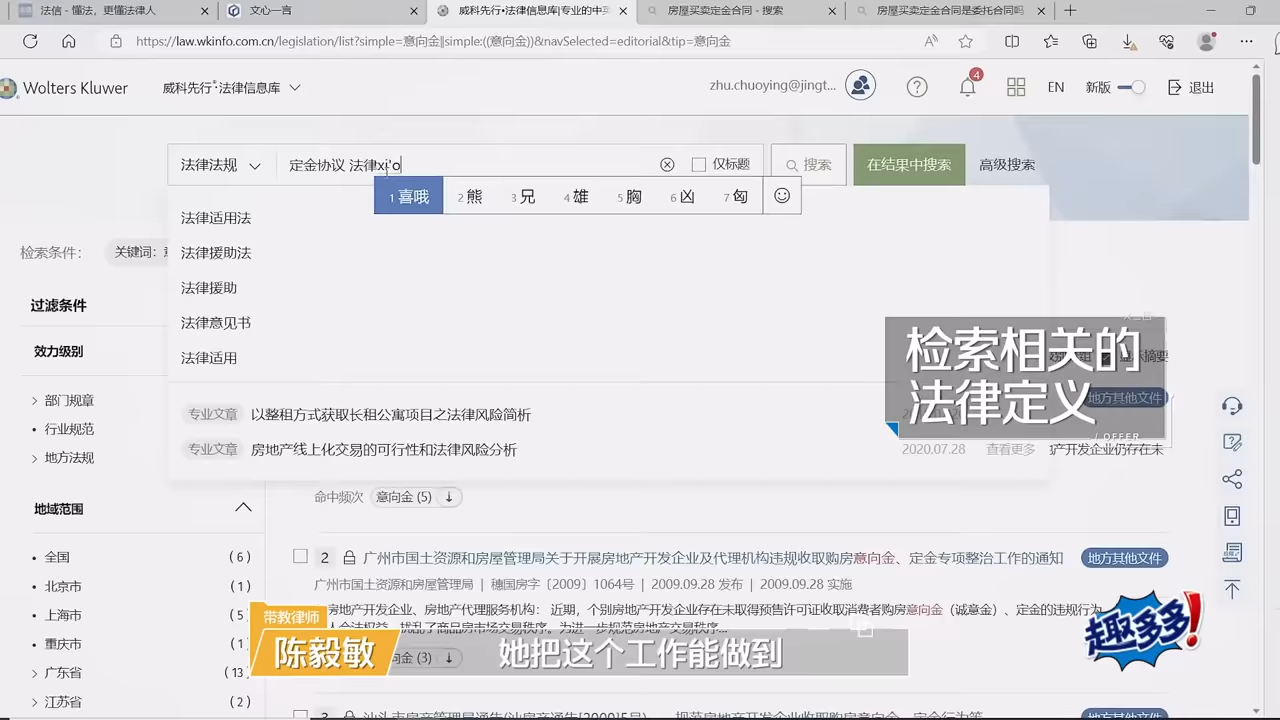 法信 - 懂法，更懂法律人
文心一言
威科先行•法律信息库|专业的中英
房屋买卖定金合同 - 搜索
房屋买卖定金合同是委托合同吗
https://law.wkinfo.com.cn/legislation/list?simple=意向金||simple:((意向金))&navSelected=editorial&tip=意向金
Wolters Kluwer
威科先行®法律信息库
zhu.chuoying@jingt...
4
EN
新版
退出
法律法规
定金协议 法律xi'o
仅标题
搜索
在结果中搜索
高级搜索
1 喜哦 2 熊 3 兄 4 雄 5 胸 6 凶 7 匈
法律适用法
法律援助法
法律援助
法律意见书
法律适用
检索条件：
关键词：
过滤条件
效力级别
部门规章
行业规范
地方法规
地域范围
全国 ( 6 )
北京市 ( 1 )
上海市 ( 5
重庆市 ( 1
广东省 ( 13
江苏省 ( 2 )
专业文章 以整租方式获取长租公寓项目之法律风险简析
专业文章 房地产线上化交易的可行性和法律风险分析
2020.07.28 查看更多
产开发企业仍存在未
摘要
地方其他文件
检索相关的
法律定义
/ OFFER
命中频次 意向金 (5) ↓
2 广州市国土资源和房屋管理局关于开展房地产开发企业及代理机构违规收取购房意向金、定金专项整治工作的通知 地方其他文件
广州市国土资源和房屋管理局 | 穗国房字［2009］1064号 | 2009.09.28 发布 | 2009.09.28 实施
房地产开发企业、房地产代理服务机构： 近期，个别房地产开发企业存在未取得预售许可证收取消费者购房意向金（诚意金）、定金的违规行为
向金 (3) ↓
带教律师
陈毅敏
她把这个工作能做到
趣多多!
3
地方其他文件